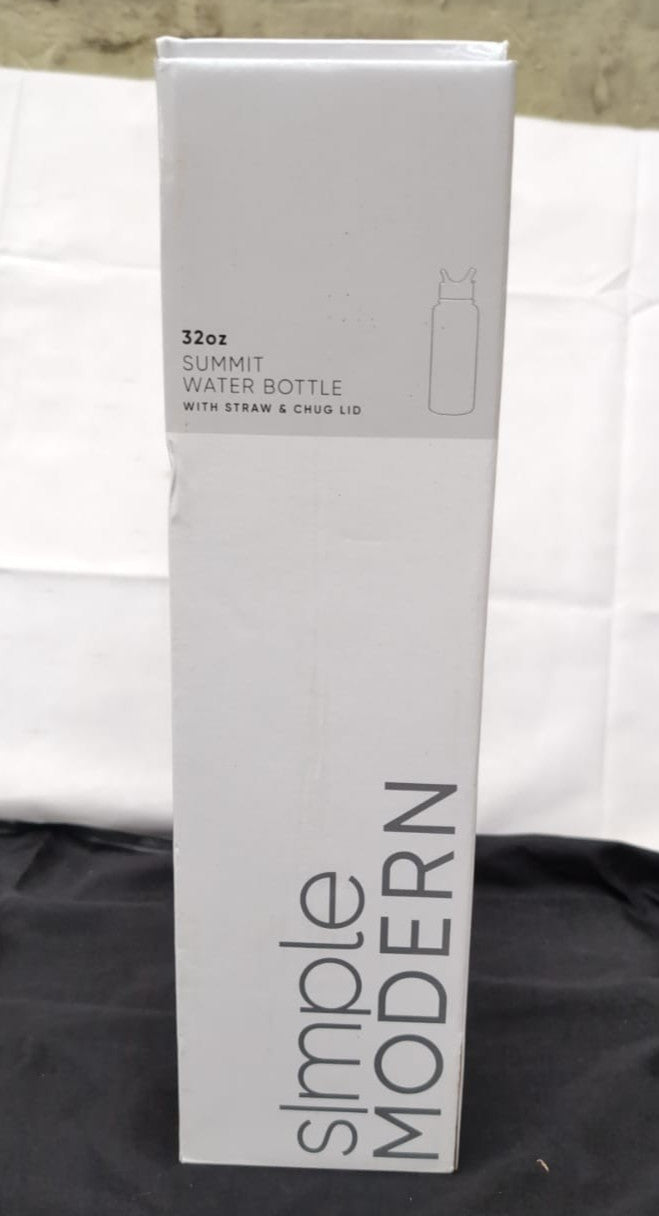 32oz
SUMMIT
WATER BOTTLE
WITH STRAW & CHUG LID
sImple
MODERN